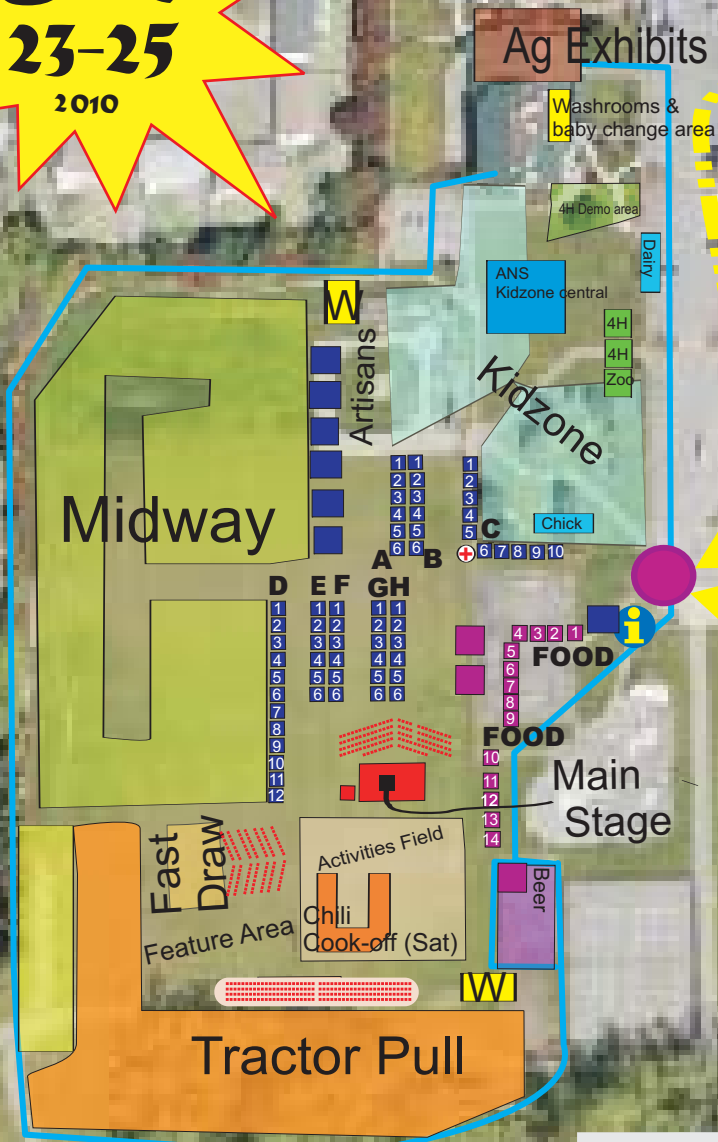 23–25
2010
Ag Exhibits
Washrooms &
baby change area
4H Demo area
Dairy
ANS
Kidzone central
4H
4H
Zoo
W
Artisans
Kidzone
Midway
1 1
2 2
3 3
4 4
5 5
6 6
A B
1
2
3
4
5
C
6 7 8 9 10
Chick
D E F G H
1 1 1 1 1
2 2 2 2 2
3 3 3 3 3
4 4 4 4 4
5 5 5 5 5
6 6 6 6 6
7
8
9
10
11
12
i
4 3 2 1
5
6
7
8
9
FOOD
FOOD
10
11
12
13
14
Main
Stage
Fast
Draw
Activities Field
Chili
Cook-off (Sat)
Feature Area
Beer
W
Tractor Pull